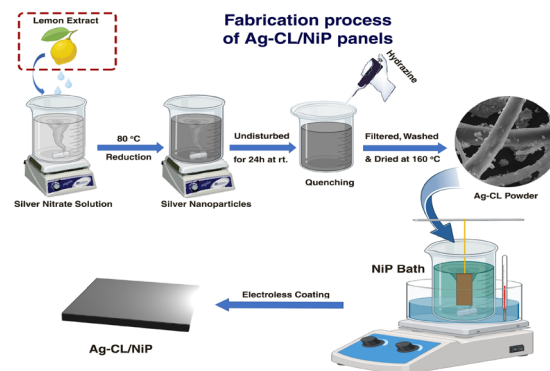 Fabrication process
of Ag-CL/NiP panels
Lemon Extract
Hydrazine
80 °C
Reduction
Undisturbed
for 24h at rt.
Filtered, Washed
& Dried at 160 °C
Silver Nitrate Solution
Silver Nanoparticles
Quenching
Ag-CL Powder
NiP Bath
Electroless Coating
Ag-CL/NiP